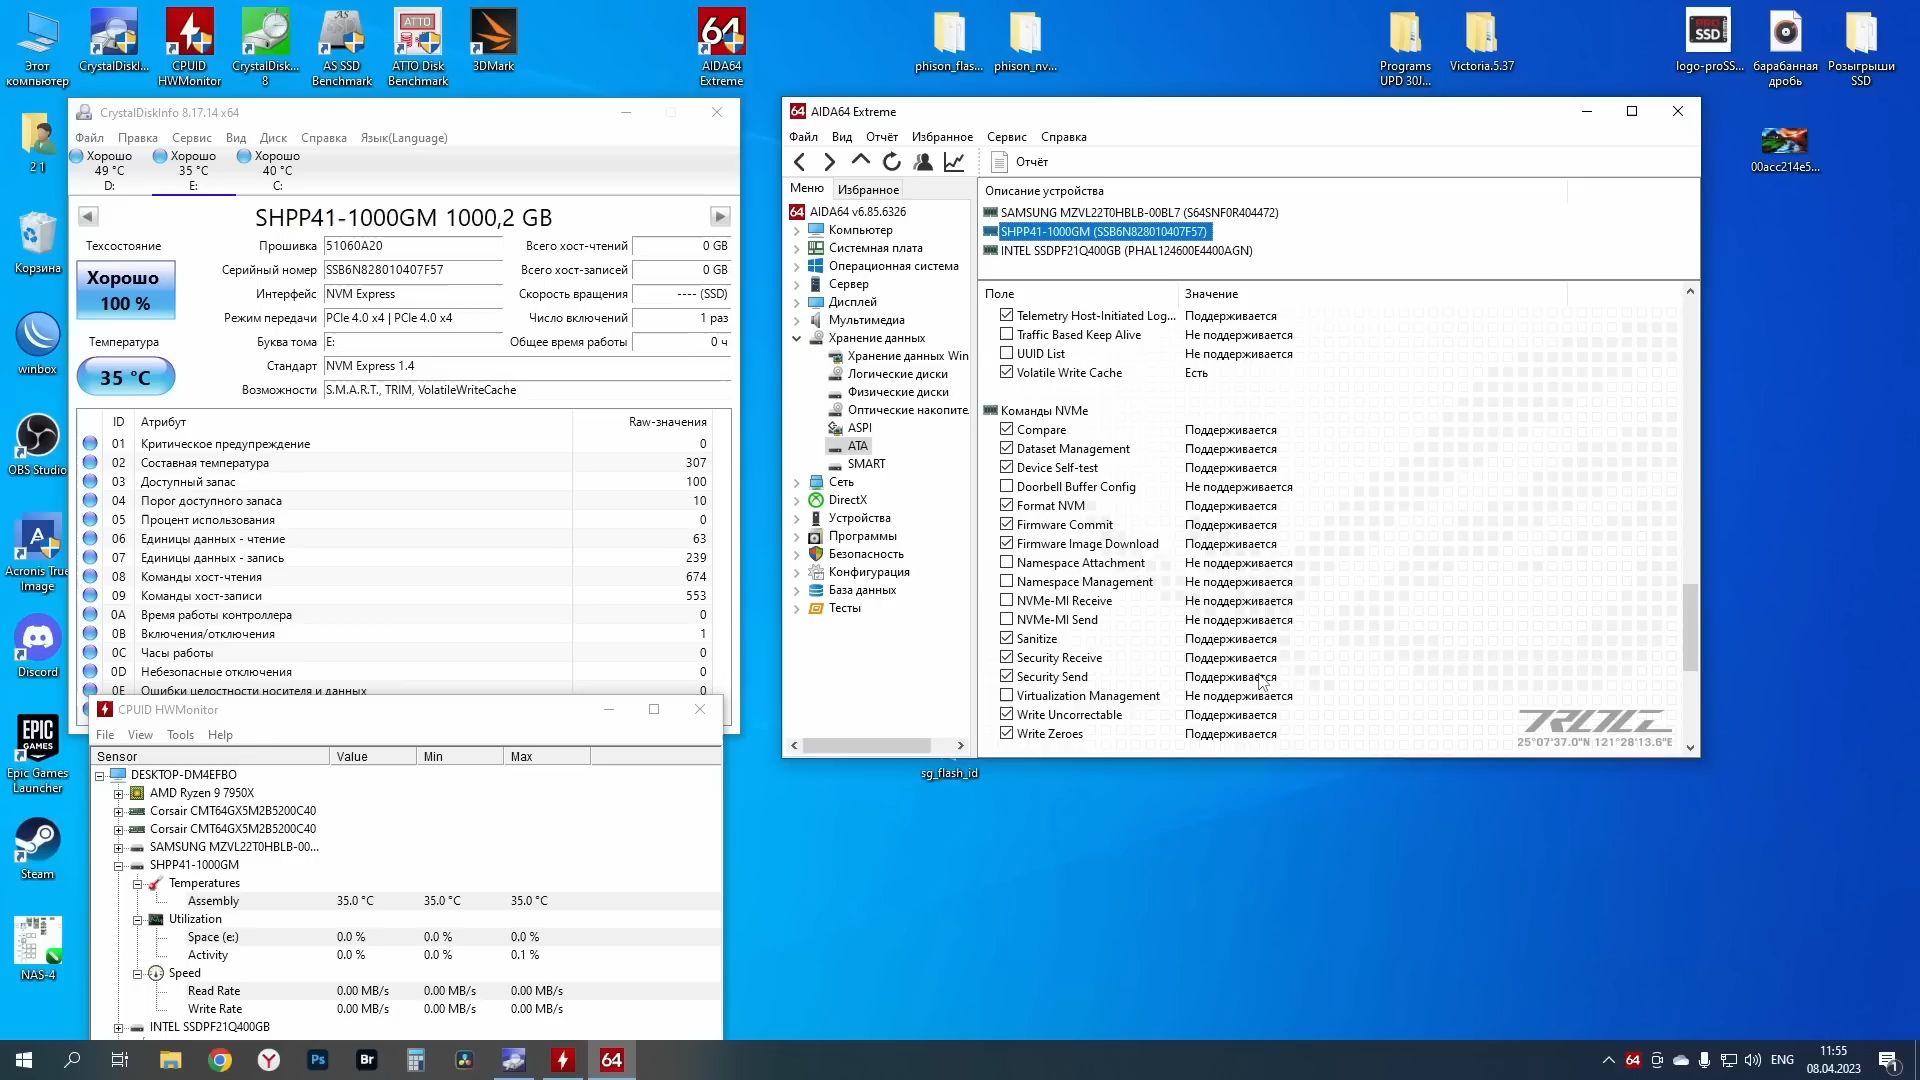 Этот компьютер
CrystalDiskI...
CPUID HWMonitor
CrystalDisk... 8
AS SSD Benchmark
ATTO Disk Benchmark
3DMark
AIDA64 Extreme
phison_flas...
phison_nv...
Programs UPD 30J...
Victoria.5.37
logo-proSS...
барабанная дробь
Розыгрыши SSD
00acc214e5...
2 1
Корзина
winbox
OBS Studio
Acronis True Image
Discord
EPIC GAMES
Epic Games Launcher
Steam
NAS-4
sg_flash_id
CrystalDiskInfo 8.17.14 x64
Файл Правка Сервис Вид Диск Справка Язык(Language)
Хорошо Хорошо Хорошо
49 °C 35 °C 40 °C
D: E: C:
SHPP41-1000GM 1000,2 GB
Техсостояние
Хорошо
100 %
Температура
35 °C
Прошивка 51060A20
Всего хост-чтений 0 GB
Серийный номер SSB6N828010407F57
Всего хост-записей 0 GB
Интерфейс NVM Express
Скорость вращения ---- (SSD)
Режим передачи PCIe 4.0 x4 | PCIe 4.0 x4
Число включений 1 раз
Буква тома E:
Общее время работы 0 ч
Стандарт NVM Express 1.4
Возможности S.M.A.R.T., TRIM, VolatileWriteCache
ID Атрибут Raw-значения
01 Критическое предупреждение 0
02 Составная температура 307
03 Доступный запас 100
04 Порог доступного запаса 10
05 Процент использования 0
06 Единицы данных - чтение 63
07 Единицы данных - запись 239
08 Команды хост-чтения 674
09 Команды хост-записи 553
0A Время работы контроллера 0
0B Включения/отключения 1
0C Часы работы 0
0D Небезопасные отключения 0
0E Ошибки целостности носителя и данных 0
CPUID HWMonitor
File View Tools Help
Sensor Value Min Max
DESKTOP-DM4EFBO
AMD Ryzen 9 7950X
Corsair CMT64GX5M2B5200C40
Corsair CMT64GX5M2B5200C40
SAMSUNG MZVL22T0HBLB-00...
SHPP41-1000GM
Temperatures
Assembly 35.0 °C 35.0 °C 35.0 °C
Utilization
Space (e:) 0.0 % 0.0 % 0.0 %
Activity 0.0 % 0.0 % 0.1 %
Speed
Read Rate 0.00 MB/s 0.00 MB/s 0.00 MB/s
Write Rate 0.00 MB/s 0.00 MB/s 0.00 MB/s
INTEL SSDPF21Q400GB
64 AIDA64 Extreme
Файл Вид Отчёт Избранное Сервис Справка
Отчёт
Меню Избранное
AIDA64 v6.85.6326
Компьютер
Системная плата
Операционная система
Сервер
Дисплей
Мультимедиа
Хранение данных
Хранение данных Win
Логические диски
Физические диски
Оптические накопите
ASPI
ATA
SMART
Сеть
DirectX
Устройства
Программы
Безопасность
Конфигурация
База данных
Тесты
Описание устройства
SAMSUNG MZVL22T0HBLB-00BL7 (S64SNF0R404472)
SHPP41-1000GM (SSB6N828010407F57)
INTEL SSDPF21Q400GB (PHAL124600E4400AGN)
Поле Значение
Telemetry Host-Initiated Log... Поддерживается
Traffic Based Keep Alive Не поддерживается
UUID List Не поддерживается
Volatile Write Cache Есть
Команды NVMe
Compare Поддерживается
Dataset Management Поддерживается
Device Self-test Поддерживается
Doorbell Buffer Config Не поддерживается
Format NVM Поддерживается
Firmware Commit Поддерживается
Firmware Image Download Поддерживается
Namespace Attachment Не поддерживается
Namespace Management Не поддерживается
NVMe-MI Receive Не поддерживается
NVMe-MI Send Не поддерживается
Sanitize Поддерживается
Security Receive Поддерживается
Security Send Поддерживается
Virtualization Management Не поддерживается
Write Uncorrectable Поддерживается
Write Zeroes Поддерживается
25°07'37.0"N 121°28'13.6"E
Ps Br 64
64 ENG 11:55
08.04.2023 1